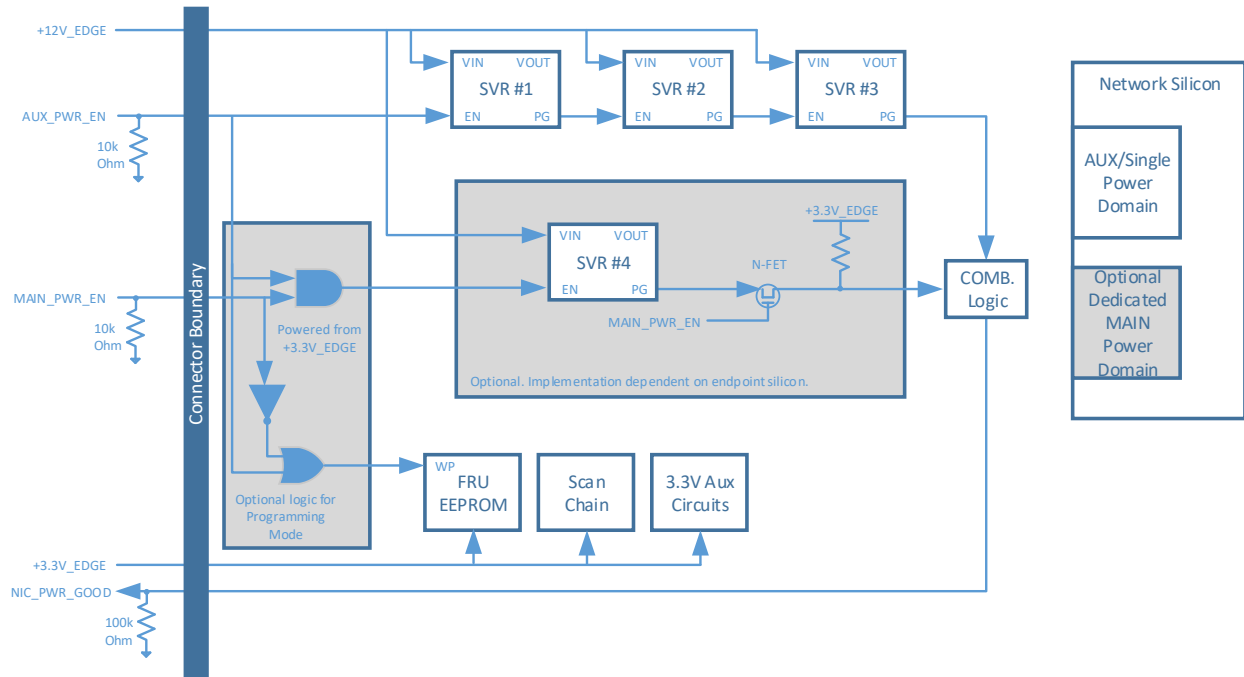 +12V_EDGE
VIN VOUT
SVR #1
EN PG
VIN VOUT
SVR #2
EN PG
VIN VOUT
SVR #3
EN PG
Network Silicon
AUX/Single
Power
Domain
Optional
Dedicated
MAIN
Power
Domain
AUX_PWR_EN
10k
Ohm
Connector Boundary
+3.3V_EDGE
VIN VOUT
SVR #4
EN PG
N-FET
MAIN_PWR_EN
Optional. Implementation dependent on endpoint silicon.
COMB.
Logic
MAIN_PWR_EN
10k
Ohm
Powered from
+3.3V_EDGE
Optional logic for
Programming
Mode
WP
FRU
EEPROM
Scan
Chain
3.3V Aux
Circuits
+3.3V_EDGE
NIC_PWR_GOOD
100k
Ohm